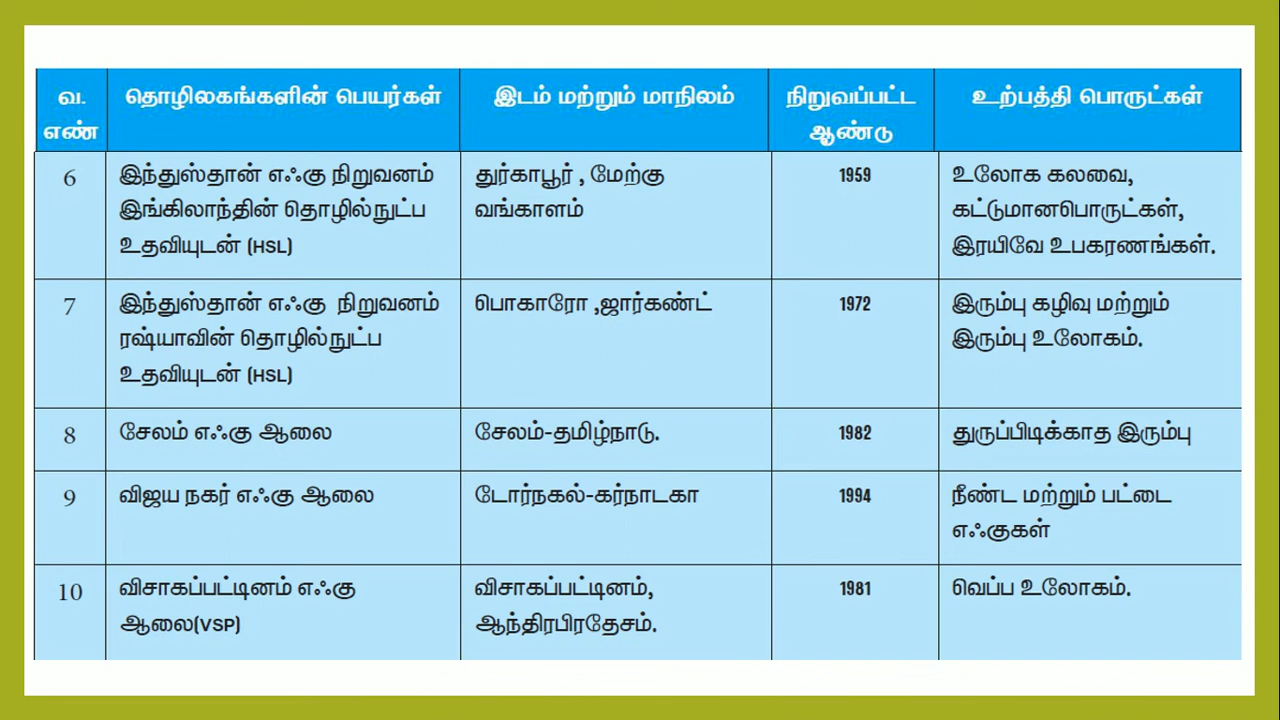 வ. எண்
தொழிலகங்களின் பெயர்கள்
இடம் மற்றும் மாநிலம்
நிறுவப்பட்ட
ஆண்டு
உற்பத்தி பொருட்கள்
6
இந்துஸ்தான் எஃகு நிறுவனம்
இங்கிலாந்தின் தொழில்நுட்ப
உதவியுடன் (HSL)
துர்காபூர் , மேற்கு
வங்காளம்
1959
உலோக கலவை,
கட்டுமானபொருட்கள்,
இரயிவே உபகரணங்கள்.
7
இந்துஸ்தான் எஃகு நிறுவனம்
ரஷ்யாவின் தொழில்நுட்ப
உதவியுடன் (HSL)
பொகாரோ ,ஜார்கண்ட்
1972
இரும்பு கழிவு மற்றும்
இரும்பு உலோகம்.
8
சேலம் எஃகு ஆலை
சேலம்-தமிழ்நாடு.
1982
துருப்பிடிக்காத இரும்பு
9
விஜய நகர் எஃகு ஆலை
டோர்நகல்-கர்நாடகா
1994
நீண்ட மற்றும் பட்டை
எஃகுகள்
10
விசாகப்பட்டினம் எஃகு
ஆலை(VSP)
விசாகப்பட்டினம்,
ஆந்திரபிரதேசம்.
1981
வெப்ப உலோகம்.